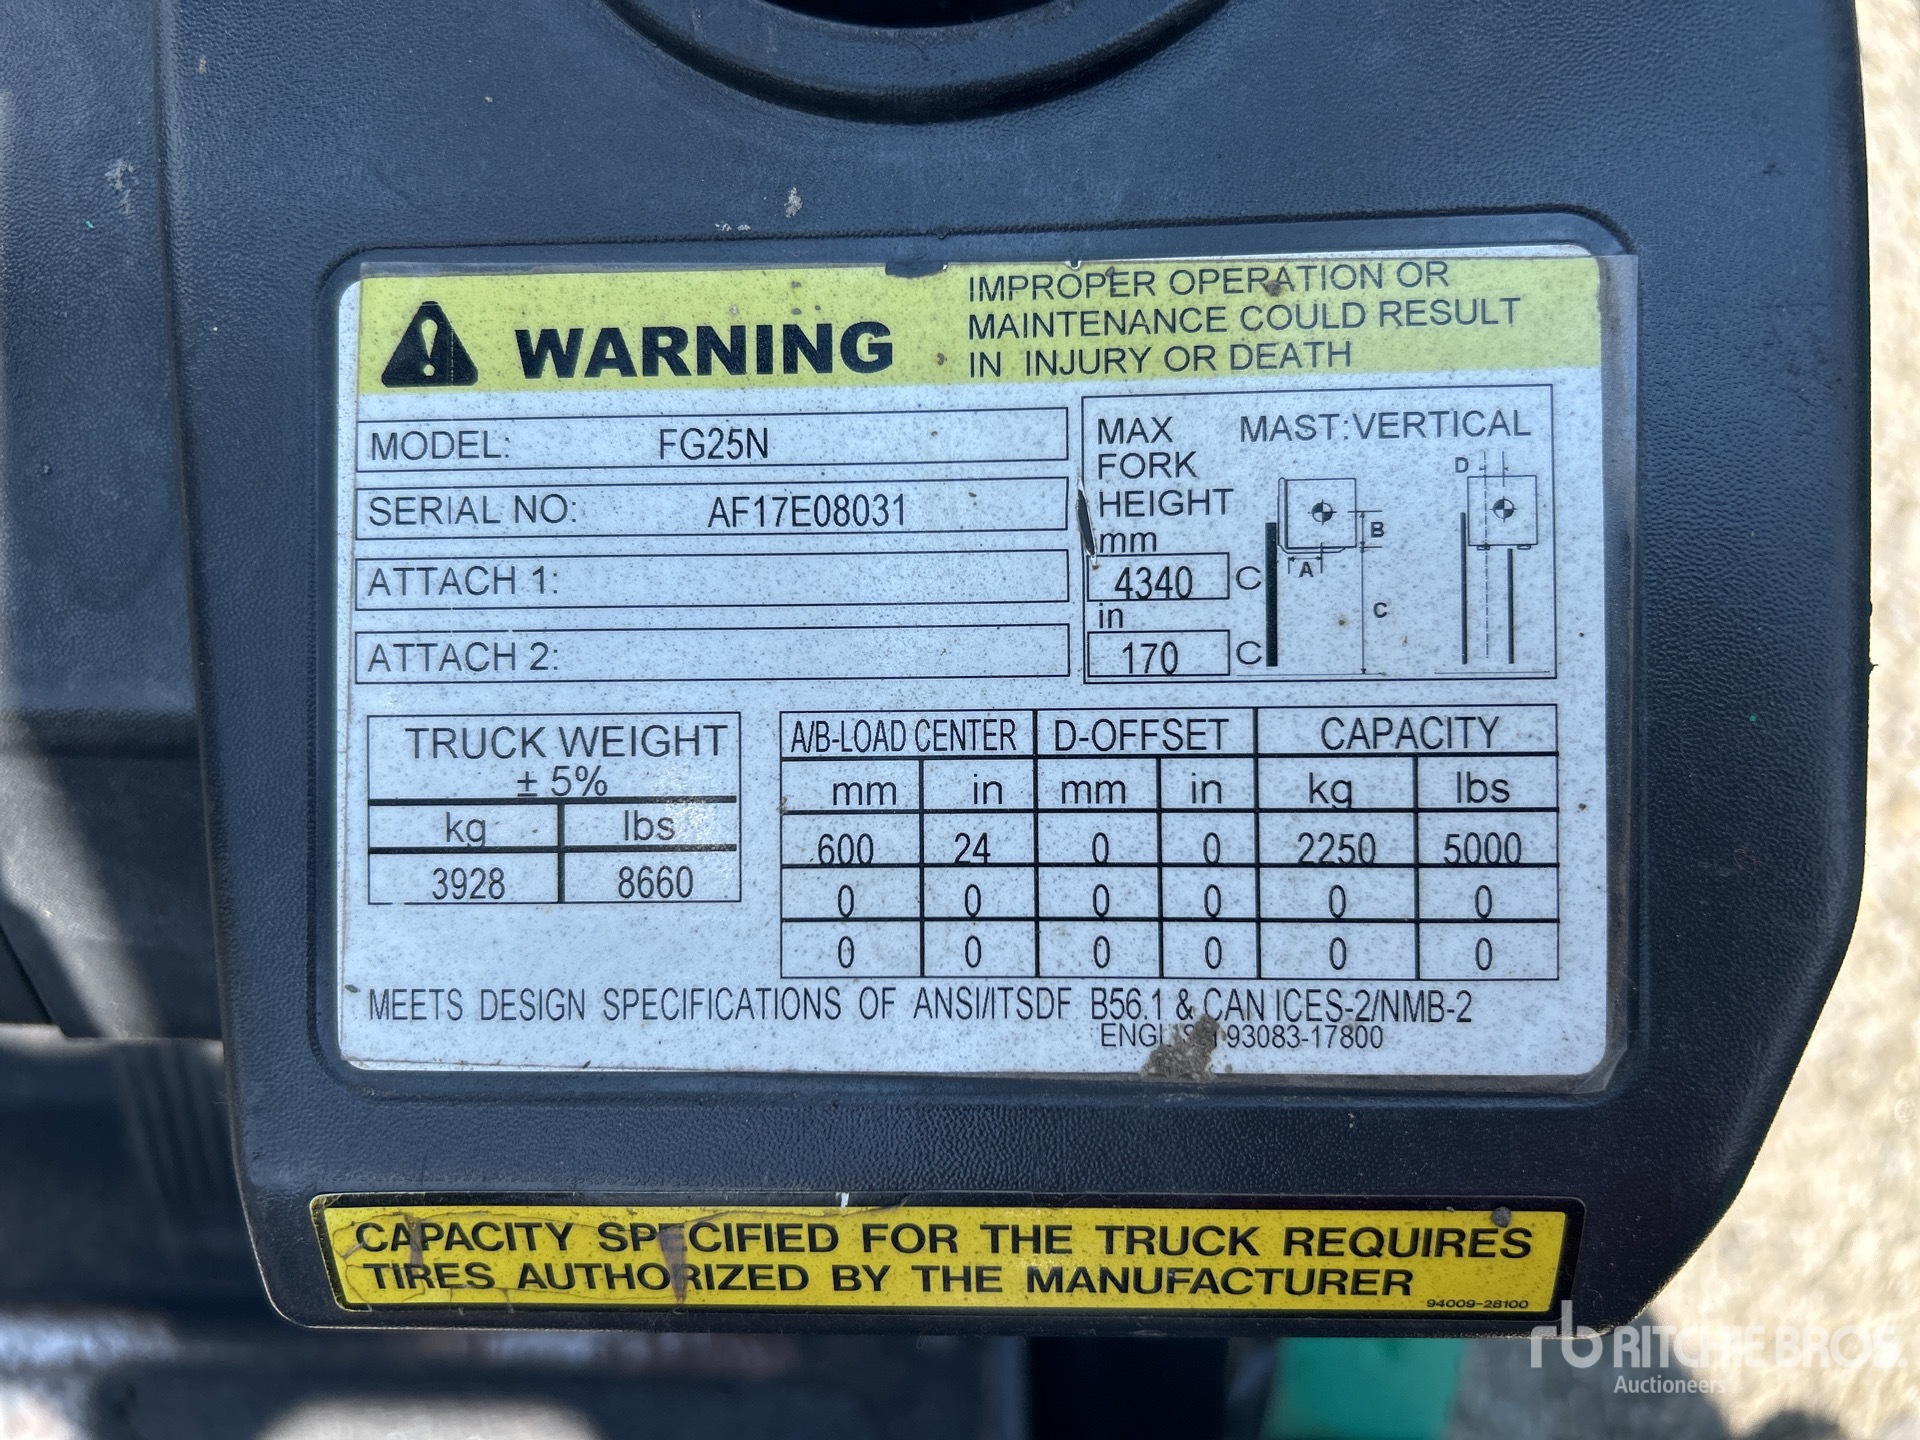 WARNING
IMPROPER OPERATION OR
MAINTENANCE COULD RESULT
IN INJURY OR DEATH
MODEL: FG25N
SERIAL NO: AF17E08031
ATTACH 1:
ATTACH 2:
MAX MAST:VERTICAL
FORK
HEIGHT
mm
4340 C
in
170 C
D
B
A
C
TRUCK WEIGHT
± 5%
kg lbs
3928 8660
A/B-LOAD CENTER D-OFFSET CAPACITY
mm in mm in kg lbs
600 24 0 0 2250 5000
0 0 0 0 0 0
0 0 0 0 0 0
MEETS DESIGN SPECIFICATIONS OF ANSI/ITSDF B56.1 & CAN ICES-2/NMB-2
93083-17800
CAPACITY SPECIFIED FOR THE TRUCK REQUIRES
TIRES AUTHORIZED BY THE MANUFACTURER
94009-28100
rb RITCHIE BROS.
Auctioneers